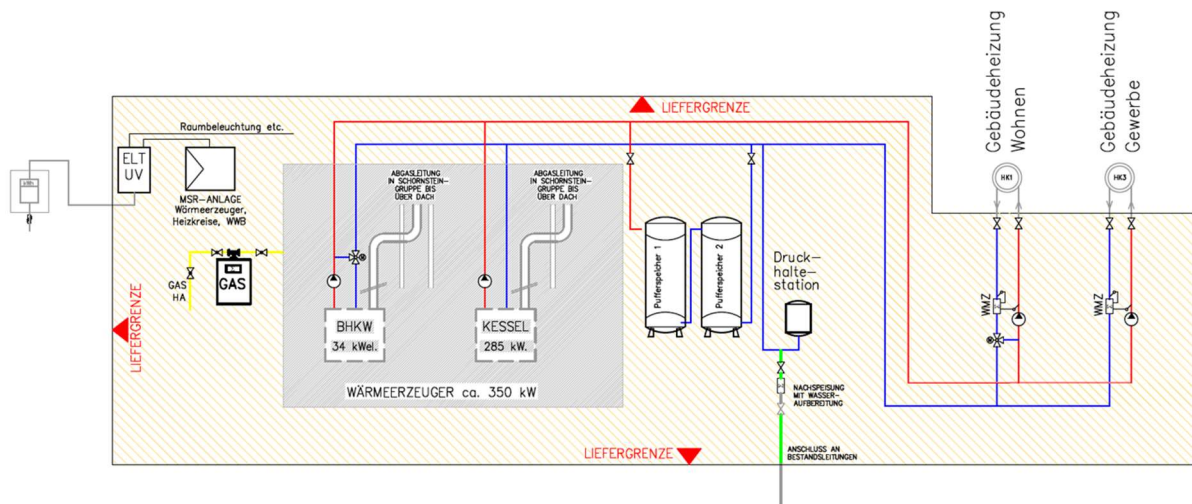 Gebäudeheizung
Wohnen
Gebäudeheizung
Gewerbe
LIEFERGRENZE
Raumbeleuchtung etc.
ELT
UV
MSR-ANLAGE
Wärmeerzeuger,
Heizkreise, WWB
ABGASLEITUNG
IN SCHORNSTEIN-
GRUPPE BIS
ÜBER DACH
ABGASLEITUNG
IN SCHORNSTEIN-
GRUPPE BIS
ÜBER DACH
HK1
HK3
GAS
HA
GAS
LIEFERGRENZE
BHKW
34 kWel.
KESSEL
285 kW.
WÄRMEERZEUGER ca. 350 kW
Pufferspeicher 1
Pufferspeicher 2
Druck-
halte-
station
WMZ
WMZ
NACHSPEISUNG
MIT WASSER-
AUFBEREITUNG
LIEFERGRENZE
ANSCHLUSS AN
BESTANDSLEITUNGEN